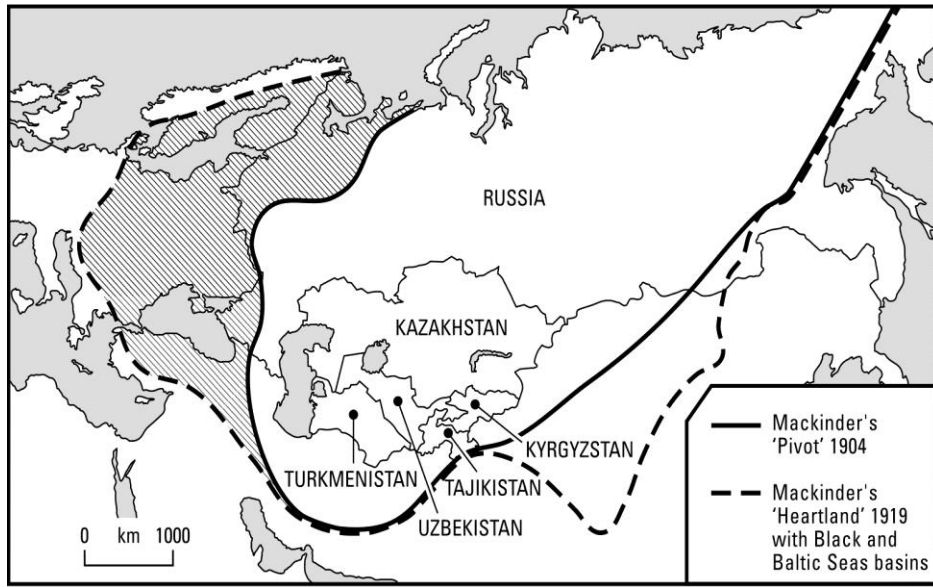 RUSSIA
KAZAKHSTAN
KYRGYZSTAN
TURKMENISTAN
TAJIKISTAN
UZBEKISTAN
0 km 1000
Mackinder's
'Pivot' 1904
Mackinder's
'Heartland' 1919
with Black and
Baltic Seas basins